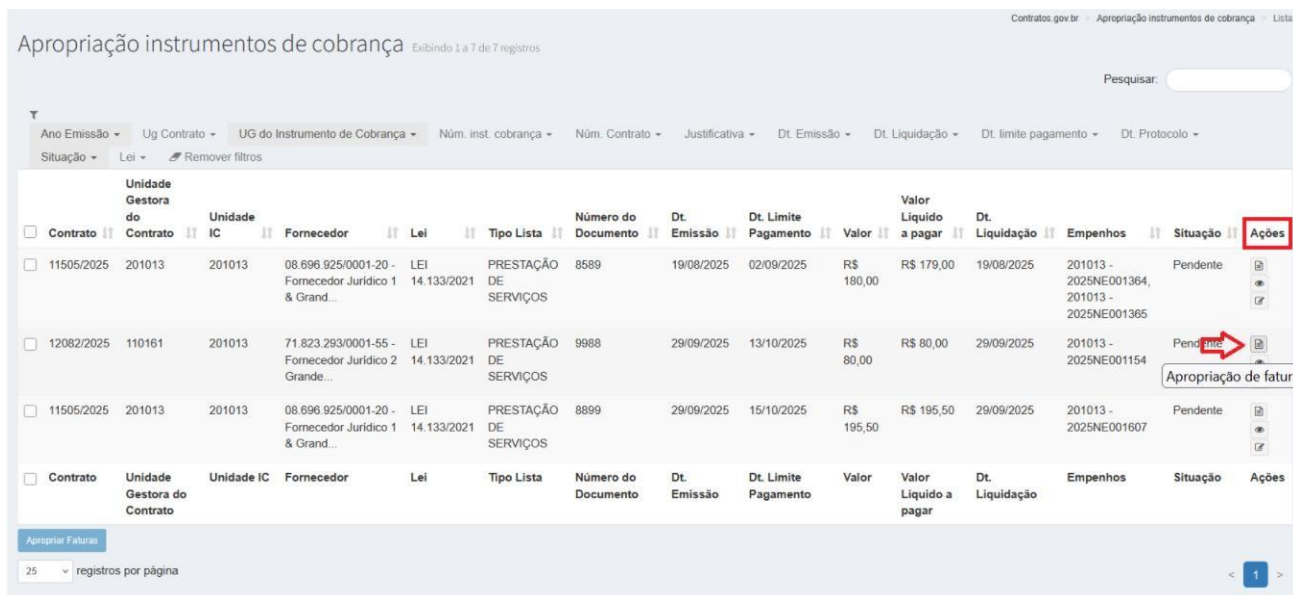 Contratos.gov.br > Apropriação instrumentos de cobrança > Lista
Apropriação instrumentos de cobrança Exibindo 1 a 7 de 7 registros
Pesquisar:
Ano Emissão Ug Contrato UG do Instrumento de Cobrança Núm. inst. cobrança Núm. Contrato Justificativa Dt. Emissão Dt. Liquidação Dt. limite pagamento Dt. Protocolo
Situação Lei Remover filtros
Contrato Unidade Gestora do Contrato Unidade IC Fornecedor Lei Tipo Lista Número do Documento Dt. Emissão Dt. Limite Pagamento Valor Valor Líquido a pagar Dt. Liquidação Empenhos Situação Ações
11505/2025 201013 201013 08.696.925/0001-20 - Fornecedor Jurídico 1 & Grand... LEI 14.133/2021 PRESTAÇÃO DE SERVIÇOS 8589 19/08/2025 02/09/2025 R$ 180,00 R$ 179,00 19/08/2025 201013 - 2025NE001364, 201013 - 2025NE001365 Pendente
12082/2025 110161 201013 71.823.293/0001-55 - Fornecedor Jurídico 2 Grande... LEI 14.133/2021 PRESTAÇÃO DE SERVIÇOS 9988 29/09/2025 13/10/2025 R$ 80,00 R$ 80,00 29/09/2025 201013 - 2025NE001154 Pendente
Apropriação de fatur
11505/2025 201013 201013 08.696.925/0001-20 - Fornecedor Jurídico 1 & Grand... LEI 14.133/2021 PRESTAÇÃO DE SERVIÇOS 8899 29/09/2025 15/10/2025 R$ 195,50 R$ 195,50 29/09/2025 201013 - 2025NE001607 Pendente
Contrato Unidade Gestora do Contrato Unidade IC Fornecedor Lei Tipo Lista Número do Documento Dt. Emissão Dt. Limite Pagamento Valor Valor Líquido a pagar Dt. Liquidação Empenhos Situação Ações
Apropriar Faturas
25 registros por página
< 1 >